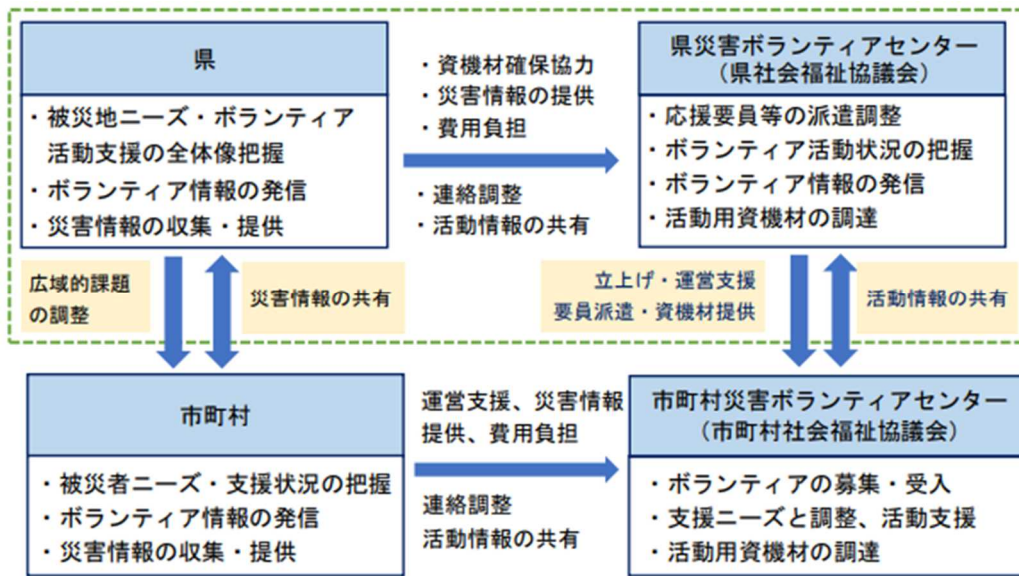 県
・被災地ニーズ・ボランティア
活動支援の全体像把握
・ボランティア情報の発信
・災害情報の収集・提供
・資機材確保協力
・災害情報の提供
・費用負担
・連絡調整
・活動情報の共有
県災害ボランティアセンター
（県社会福祉協議会）
・応援要員等の派遣調整
・ボランティア活動状況の把握
・ボランティア情報の発信
・活動用資機材の調達
広域的課題
の調整
災害情報の共有
立上げ・運営支援
要員派遣・資機材提供
活動情報の共有
市町村
・被災者ニーズ・支援状況の把握
・ボランティア情報の発信
・災害情報の収集・提供
運営支援、災害情報
提供、費用負担
連絡調整
活動情報の共有
市町村災害ボランティアセンター
（市町村社会福祉協議会）
・ボランティアの募集・受入
・支援ニーズと調整、活動支援
・活動用資機材の調達